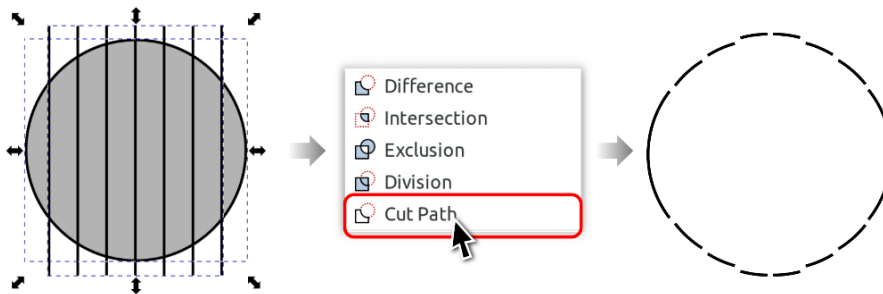 Difference
Intersection
Exclusion
Division
Cut Path